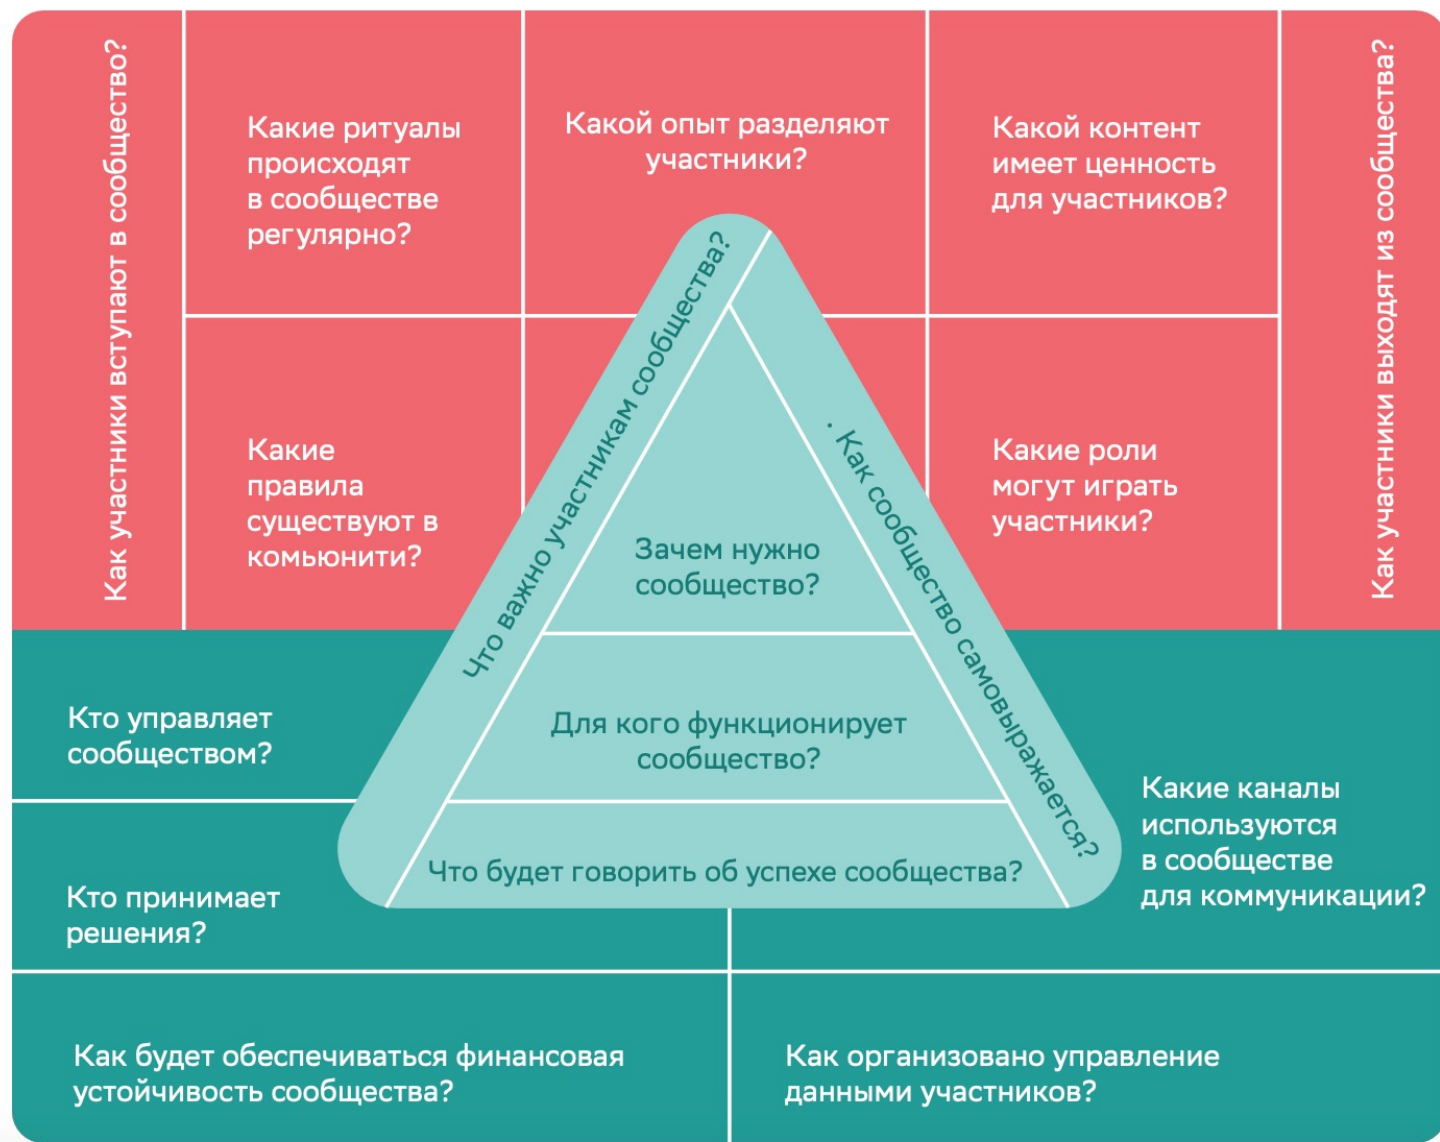 Как участники вступают в сообщество?
Какие ритуалы
происходят
в сообществе
регулярно?
Какой опыт разделяют
участники?
Какой контент
имеет ценность
для участников?
Как участники выходят из сообщества?
Какие
правила
существуют в
комьюнити?
Что важно участникам сообщества?
Зачем нужно
сообщество?
. Как сообщество самовыражается?
Какие роли
могут играть
участники?
Кто управляет
сообществом?
Для кого функционирует
сообщество?
Какие каналы
используются
в сообществе
для коммуникации?
Что будет говорить об успехе сообщества?
Кто принимает
решения?
Как будет обеспечиваться финансовая
устойчивость сообщества?
Как организовано управление
данными участников?